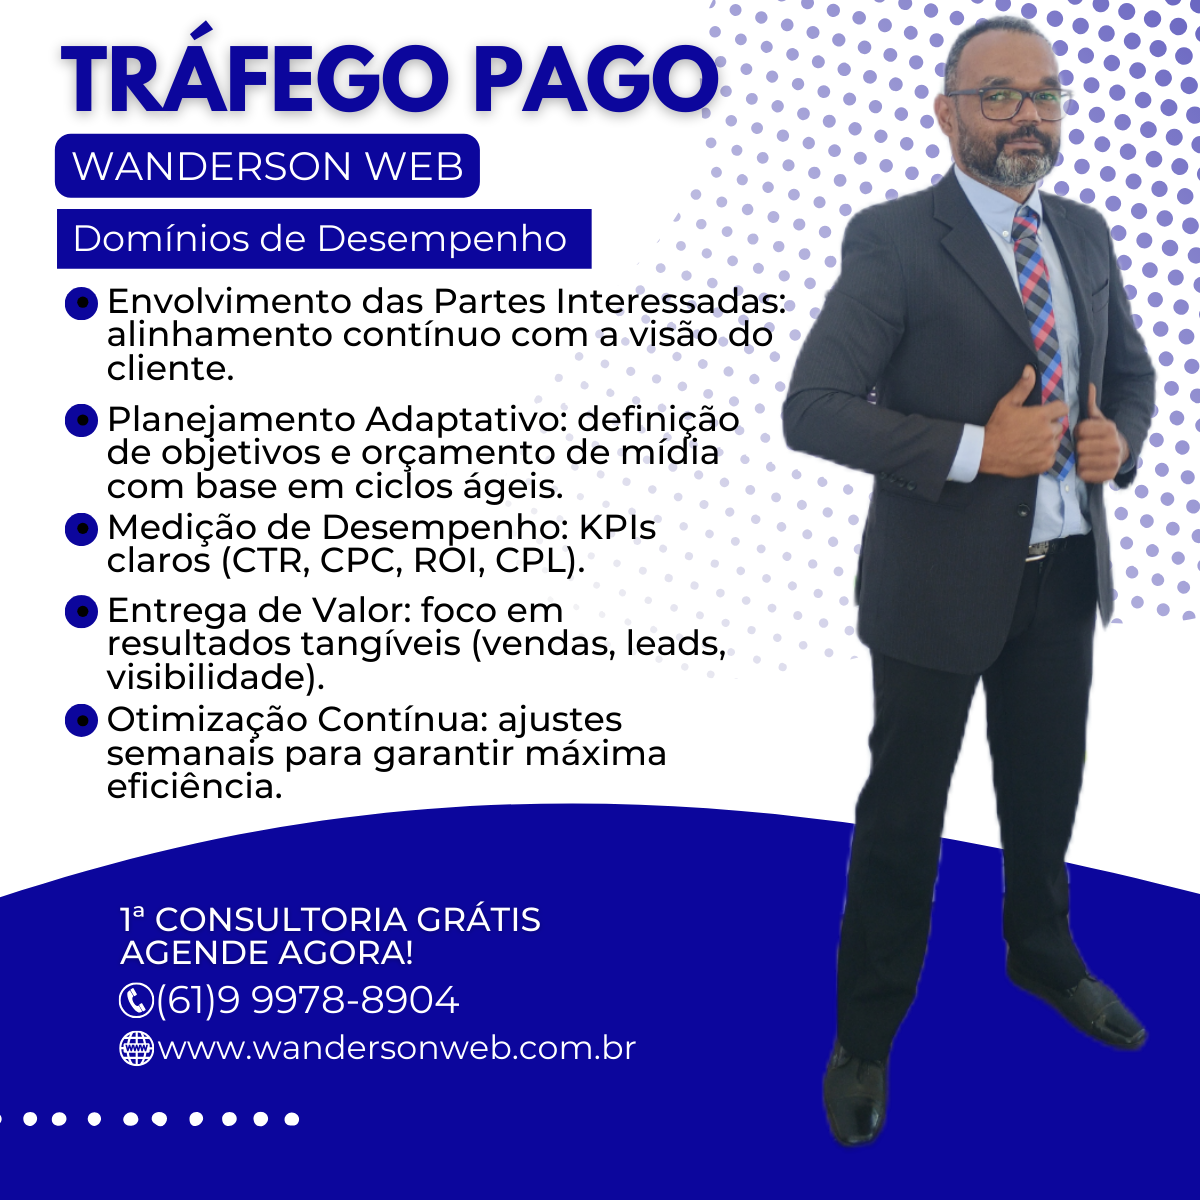 TRÁFEGO PAGO
WANDERSON WEB
Domínios de Desempenho
Envolvimento das Partes Interessadas:
alinhamento contínuo com a visão do
cliente.
Planejamento Adaptativo: definição
de objetivos e orçamento de mídia
com base em ciclos ágeis.
Medição de Desempenho: KPIs
claros (CTR, CPC, ROI, CPL).
Entrega de Valor: foco em
resultados tangíveis (vendas, leads,
visibilidade).
Otimização Contínua: ajustes
semanais para garantir máxima
eficiência.
1ª CONSULTORIA GRÁTIS
AGENDE AGORA!
(61)9 9978-8904
www.wandersonweb.com.br